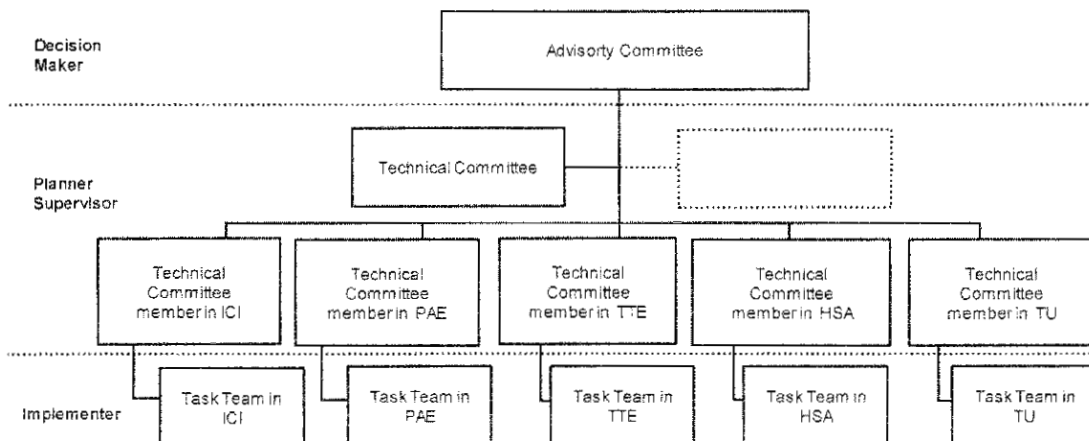 Decision
Maker
Advisorty Committee
Technical Committee
Planner
Supervisor
Technical
Committee
member in ICI
Technical
Committee
member in PAE
Technical
Committee
member in TTE
Technical
Committee
member in HSA
Technical
Committee
member in TU
Implementer
Task Team in
ICI
Task Team in
PAE
Task Team in
TTE
Task Team in
HSA
Task Team in
TU